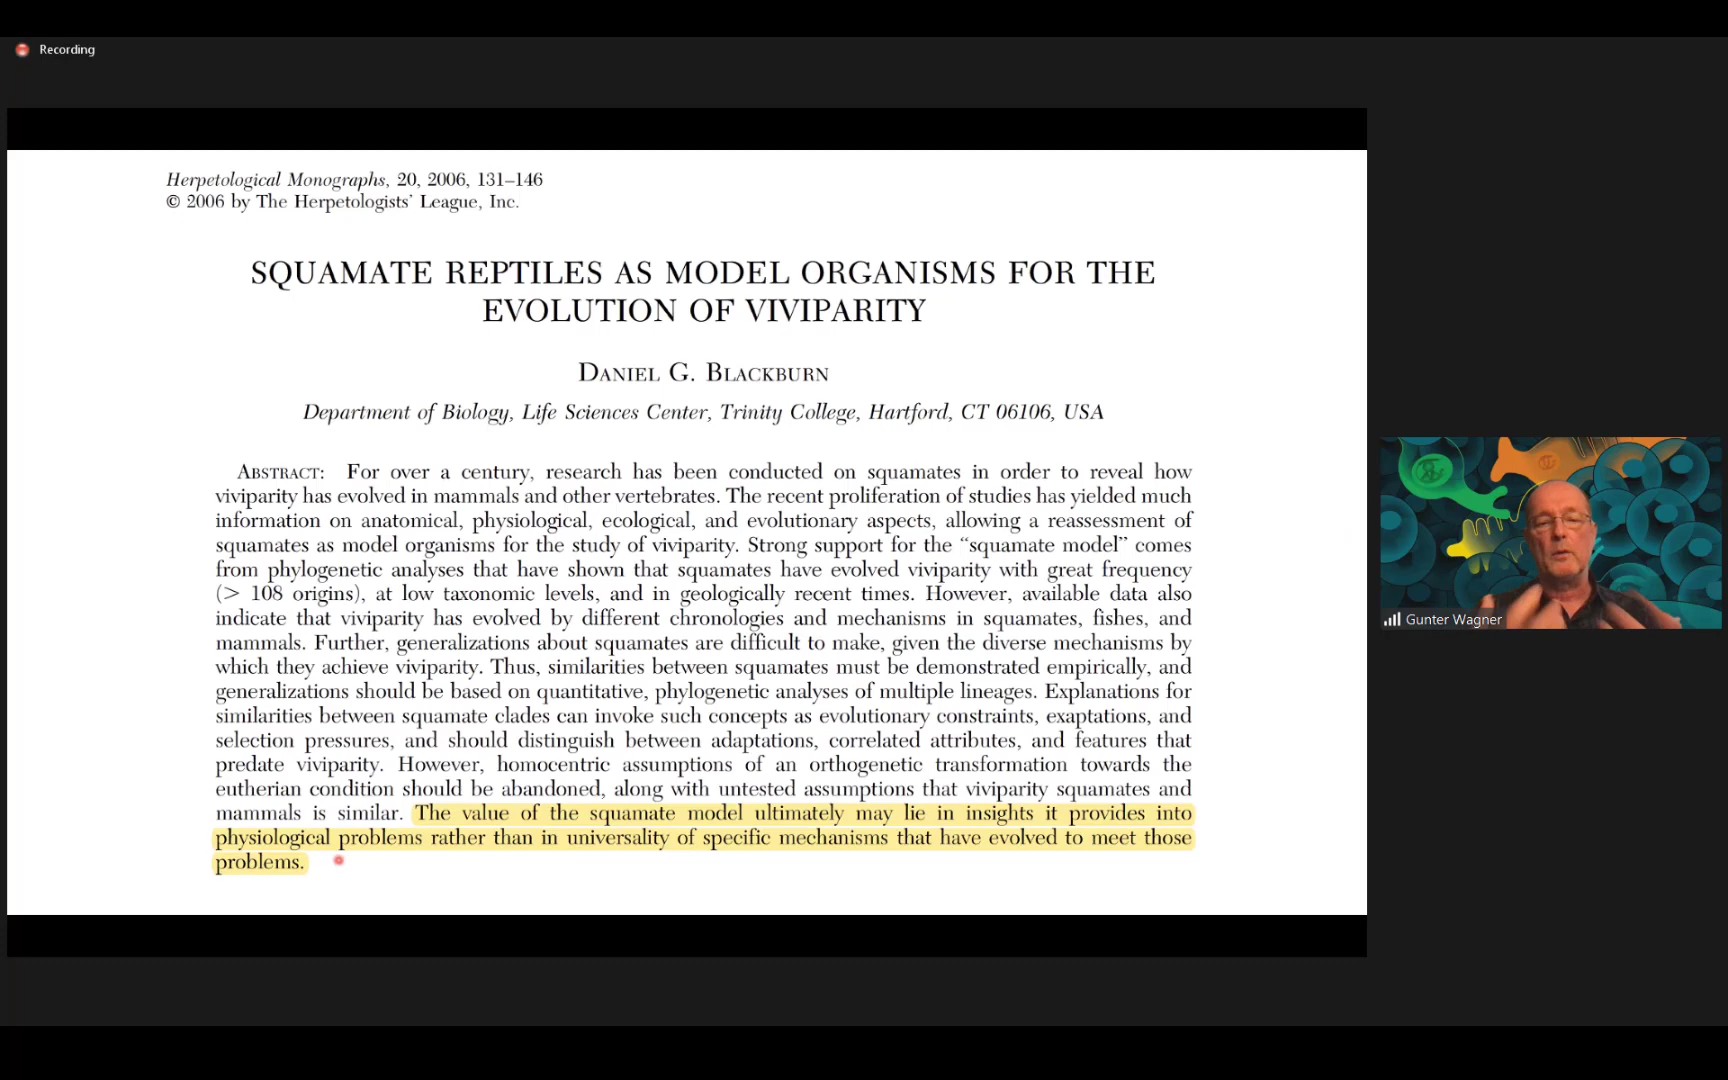 Recording
Herpetological Monographs, 20, 2006, 131–146
© 2006 by The Herpetologists' League, Inc.
SQUAMATE REPTILES AS MODEL ORGANISMS FOR THE
EVOLUTION OF VIVIPARITY
DANIEL G. BLACKBURN
Department of Biology, Life Sciences Center, Trinity College, Hartford, CT 06106, USA
ABSTRACT: For over a century, research has been conducted on squamates in order to reveal how
viviparity has evolved in mammals and other vertebrates. The recent proliferation of studies has yielded much
information on anatomical, physiological, ecological, and evolutionary aspects, allowing a reassessment of
squamates as model organisms for the study of viviparity. Strong support for the “squamate model” comes
from phylogenetic analyses that have shown that squamates have evolved viviparity with great frequency
(> 108 origins), at low taxonomic levels, and in geologically recent times. However, available data also
indicate that viviparity has evolved by different chronologies and mechanisms in squamates, fishes, and
mammals. Further, generalizations about squamates are difficult to make, given the diverse mechanisms by
which they achieve viviparity. Thus, similarities between squamates must be demonstrated empirically, and
generalizations should be based on quantitative, phylogenetic analyses of multiple lineages. Explanations for
similarities between squamate clades can invoke such concepts as evolutionary constraints, exaptations, and
selection pressures, and should distinguish between adaptations, correlated attributes, and features that
predate viviparity. However, homocentric assumptions of an orthogenetic transformation towards the
eutherian condition should be abandoned, along with untested assumptions that viviparity squamates and
mammals is similar. The value of the squamate model ultimately may lie in insights it provides into
physiological problems rather than in universality of specific mechanisms that have evolved to meet those
problems.
Gunter Wagner